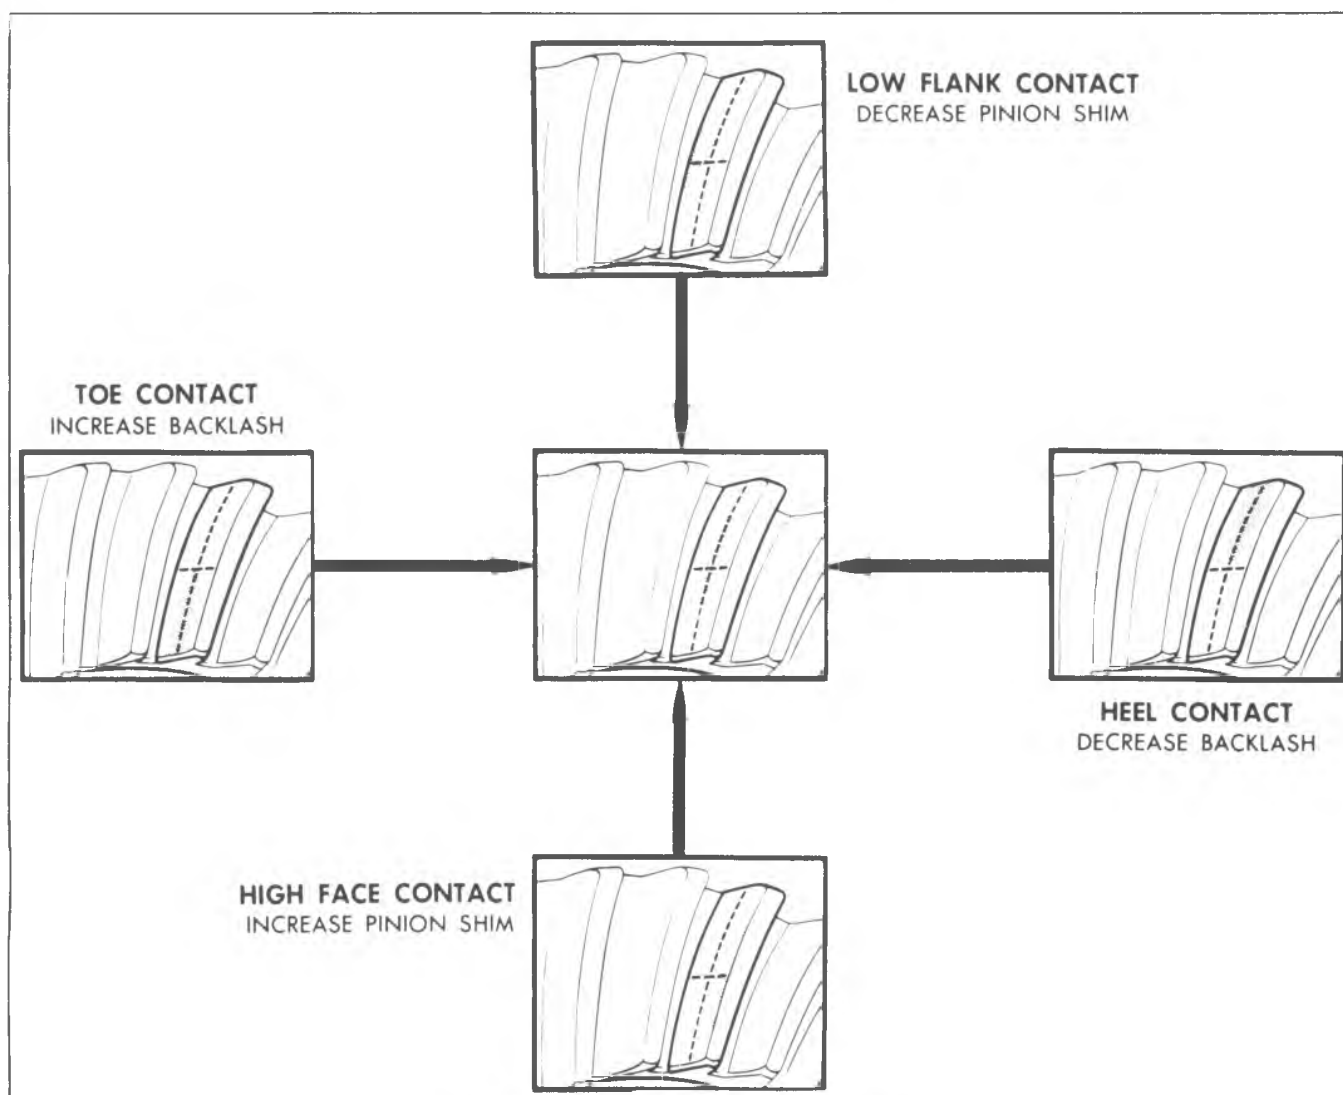 LOW FLANK CONTACT
DECREASE PINION SHIM
TOE CONTACT
INCREASE BACKLASH
HEEL CONTACT
DECREASE BACKLASH
HIGH FACE CONTACT
INCREASE PINION SHIM